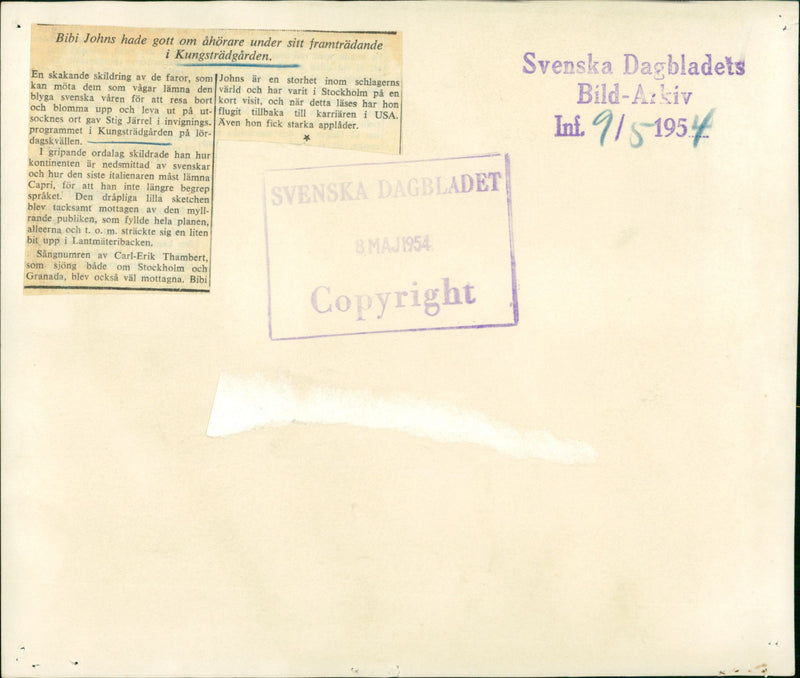 Bibi Johns hade gott om åhörare under sitt framträdande
i Kungsträdgården.
En skakande skildring av de faror, som
kan möta dem som vågar lämna den
blyga svenska våren för att resa bort
och blomma upp och leva ut på ut-
socknes ort gav Stig Järrel i invignings-
programmet i Kungsträdgården på lör-
dagskvällen.
I gripande ordalag skildrade han hur
kontinenten är nedsmittad av svenskar
och hur den siste italienaren måst lämna
Capri, för att han inte längre begrep
språket. Den dråpliga lilla sketchen
blev tacksamt mottagen av den myll-
rande publiken, som fyllde hela planen,
alleerna och t. o. m. sträckte sig en liten
bit upp i Lantmäteribacken.
Sångnumren av Carl-Erik Thambert,
som sjöng både om Stockholm och
Granada, blev också väl mottagna. Bibi
Johns är en storhet inom schlagerns
värld och har varit i Stockholm på en
kort visit, och när detta läses har hon
flugit tillbaka till karriären i USA.
Även hon fick starka applåder.
Svenska Dagbladets
Bild-Arkiv
Inf. 9/5 1954
SVENSKA DAGBLADET
8 MAJ 1954
Copyright